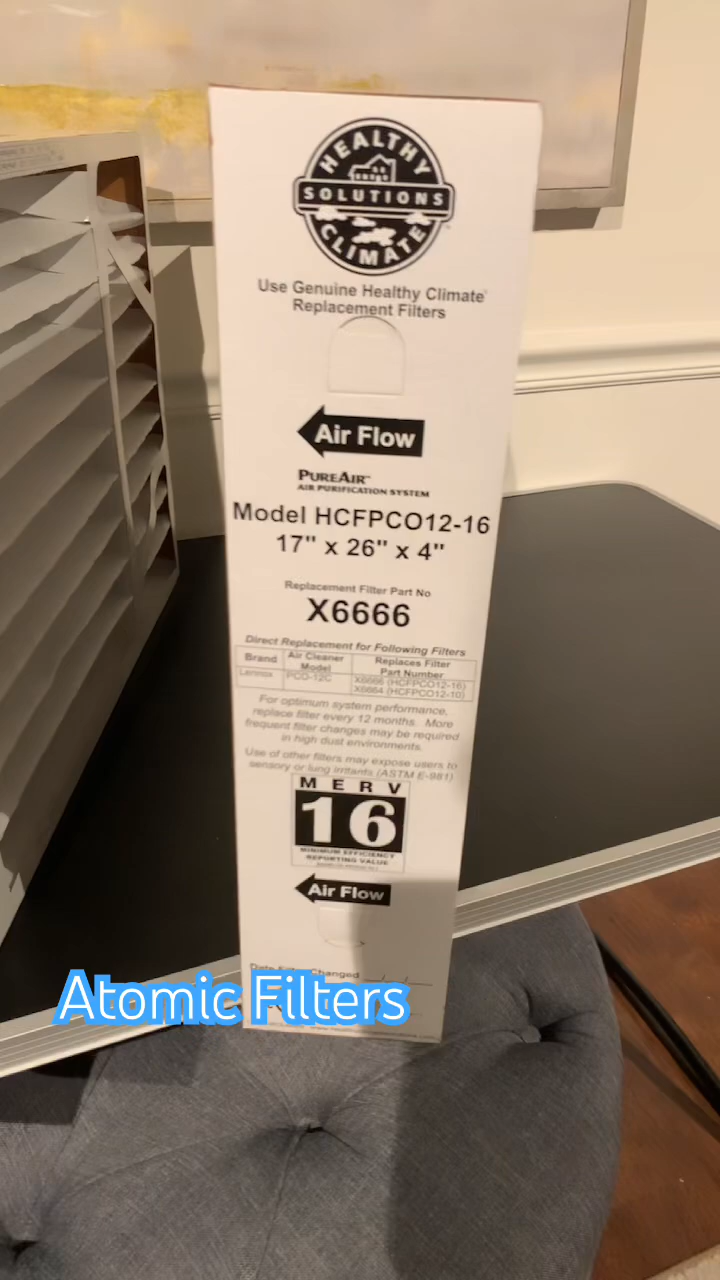 HEALTHY
SOLUTIONS
CLIMATE
Use Genuine Healthy Climate
Replacement Filters
Air Flow
PUREAIR™
AIR PURIFICATION SYSTEM
Model HCFPCO12-16
17" x 26" x 4"
Replacement Filter Part No
X6666
Direct Replacement for Following Filters
Brand Air Cleaner Model Replaces Filter Part Number
Lennox PCO-12C X6666 (HCFPCO12-16)
X6664 (HCFPCO12-10)
For optimum system performance,
replace filter every 12 months. More
frequent filter changes may be required
in high dust environments.
Use of other filters may expose users to
sensory or lung irritants (ASTM E-981)
MERV
16
MINIMUM EFFICIENCY
REPORTING VALUE
Air Flow
Date Filter Changed
Atomic Filters